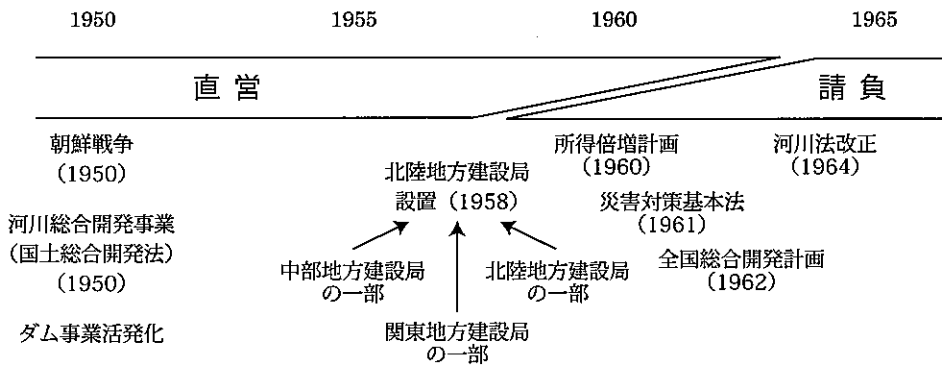 1950 1955 1960 1965
直営 請負
朝鮮戦争
(1950)
河川総合開発事業
(国土総合開発法)
(1950)
ダム事業活発化
北陸地方建設局
設置（1958）
中部地方建設局
の一部
関東地方建設局
の一部
北陸地方建設局
の一部
所得倍増計画
(1960)
災害対策基本法
(1961)
全国総合開発計画
(1962)
河川法改正
(1964)